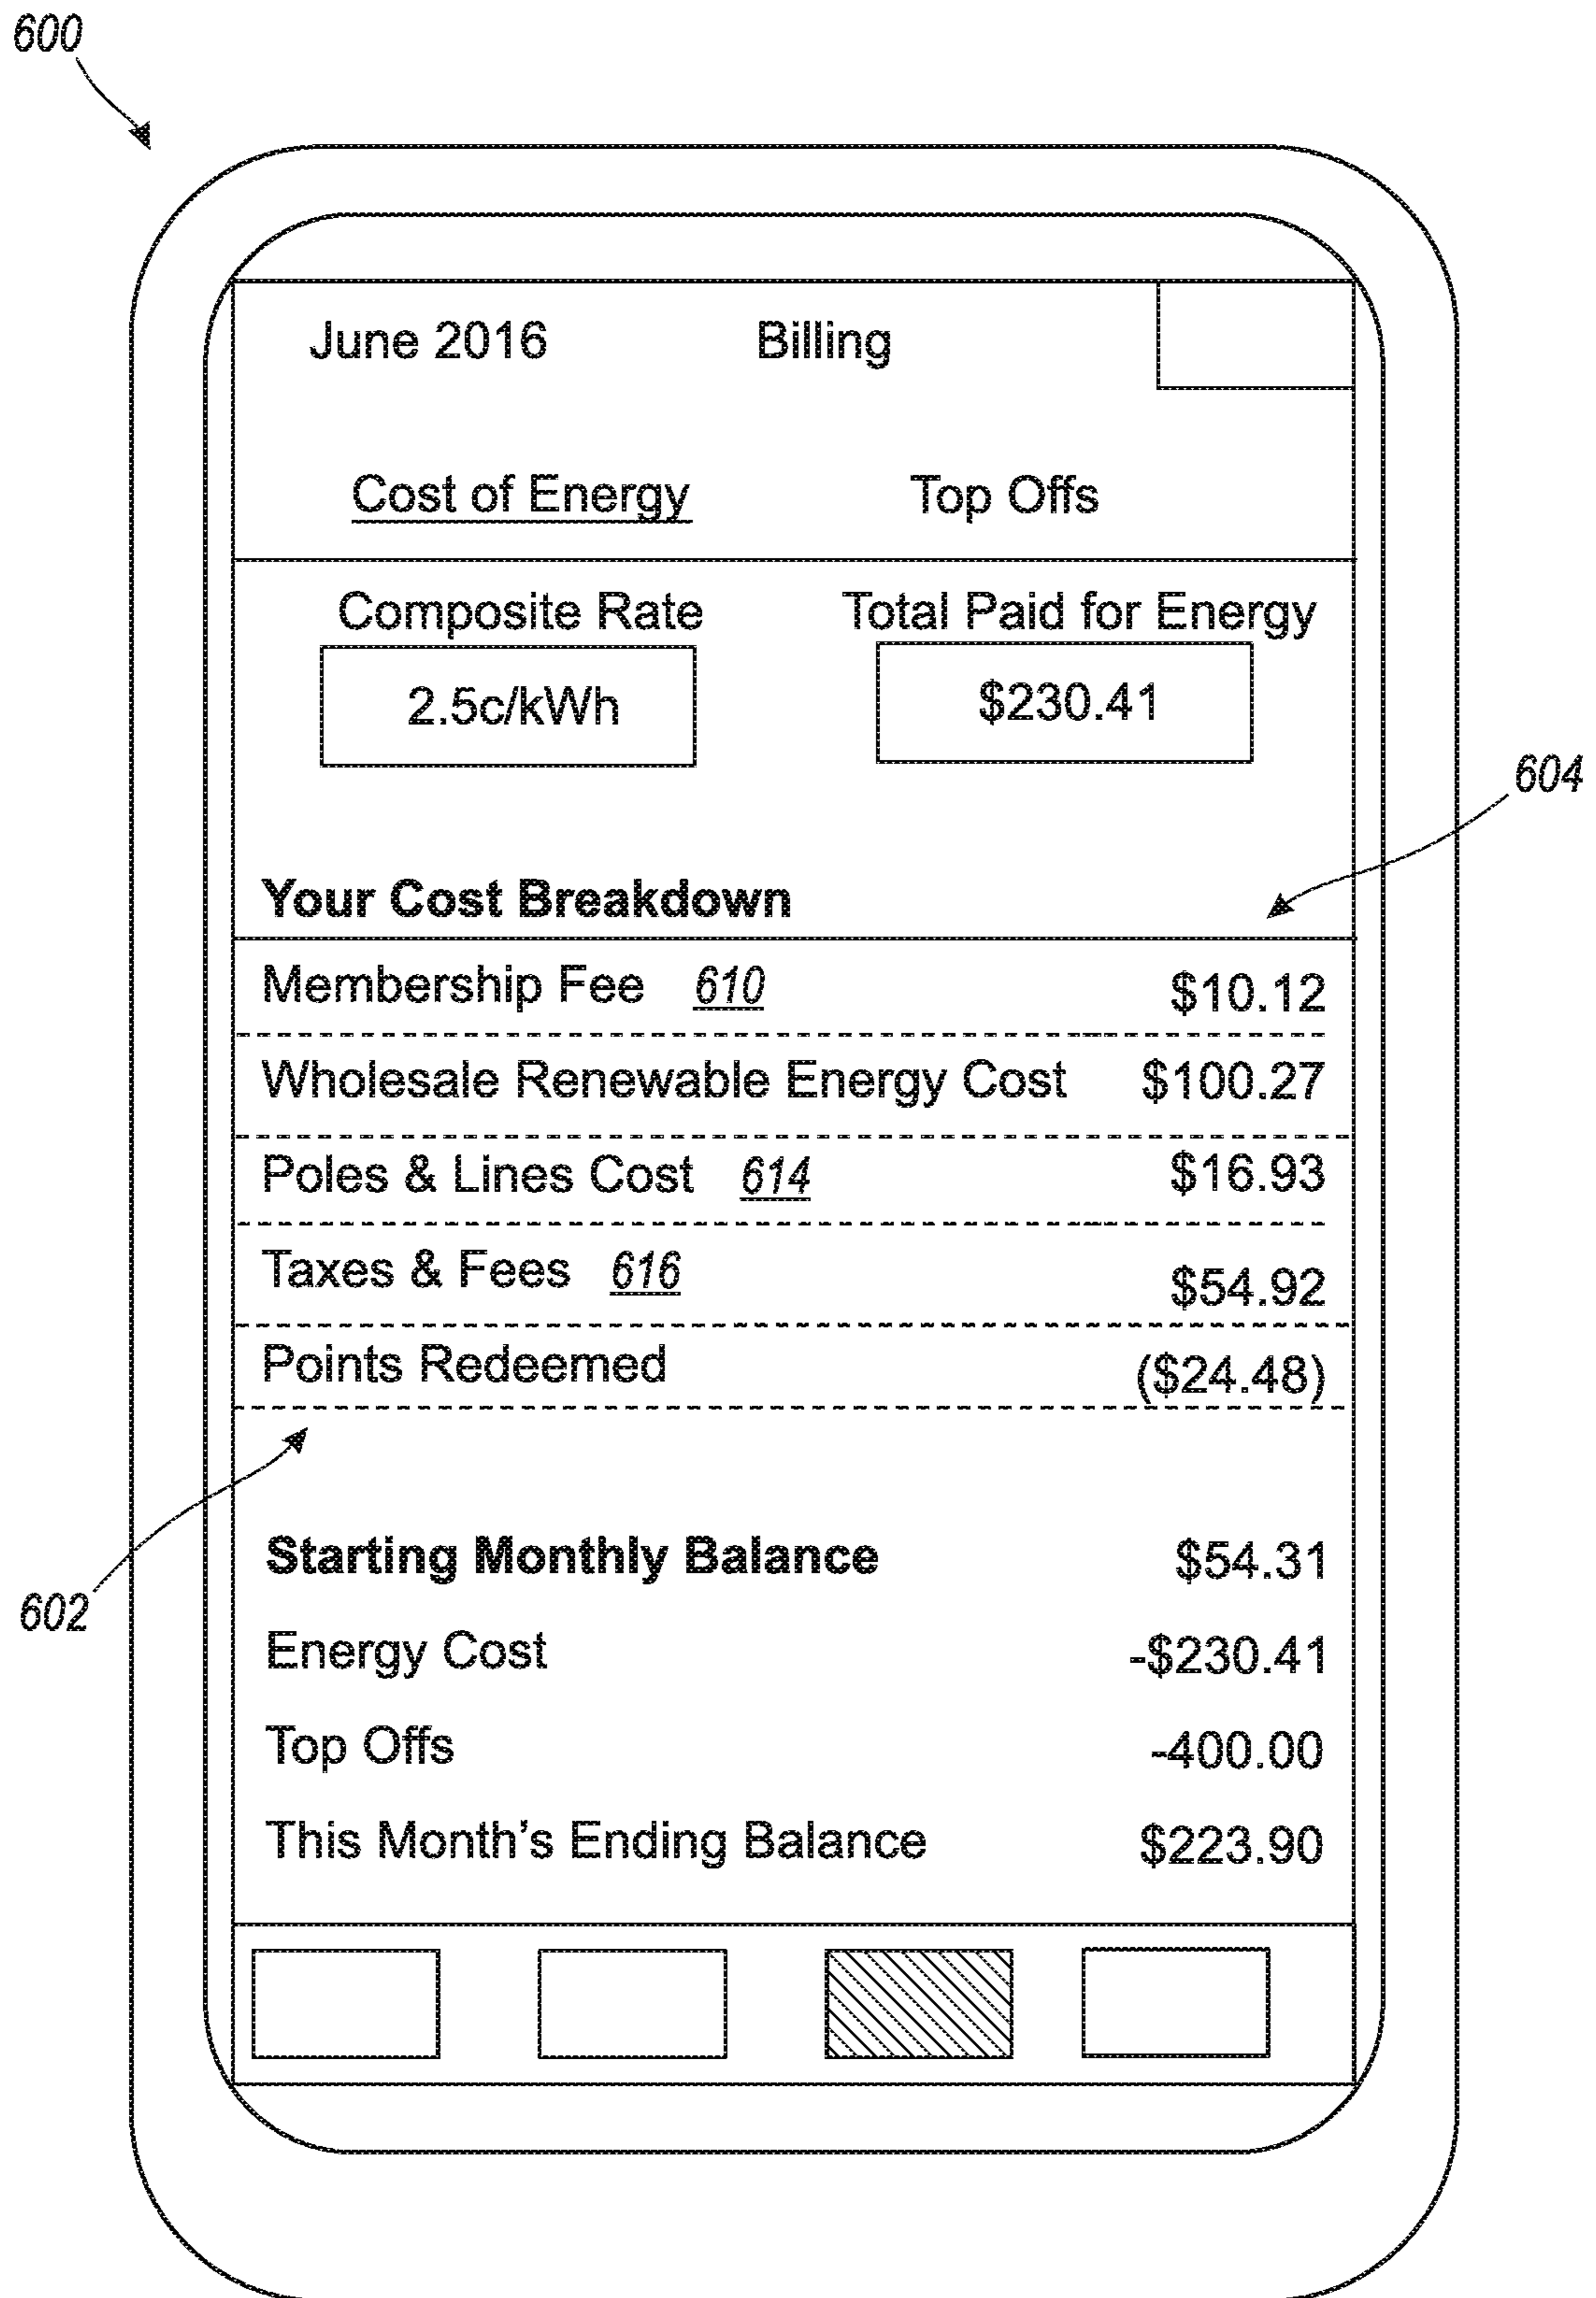 600
June 2016 Billing
Cost of Energy Top Offs
Composite Rate Total Paid for Energy
2.5c/kWh $230.41
604
Your Cost Breakdown
Membership Fee 610 $10.12
Wholesale Renewable Energy Cost $100.27
Poles & Lines Cost 614 $16.93
Taxes & Fees 616 $54.92
Points Redeemed ($24.48)
Starting Monthly Balance $54.31
602
Energy Cost -$230.41
Top Offs -400.00
This Month's Ending Balance $223.90